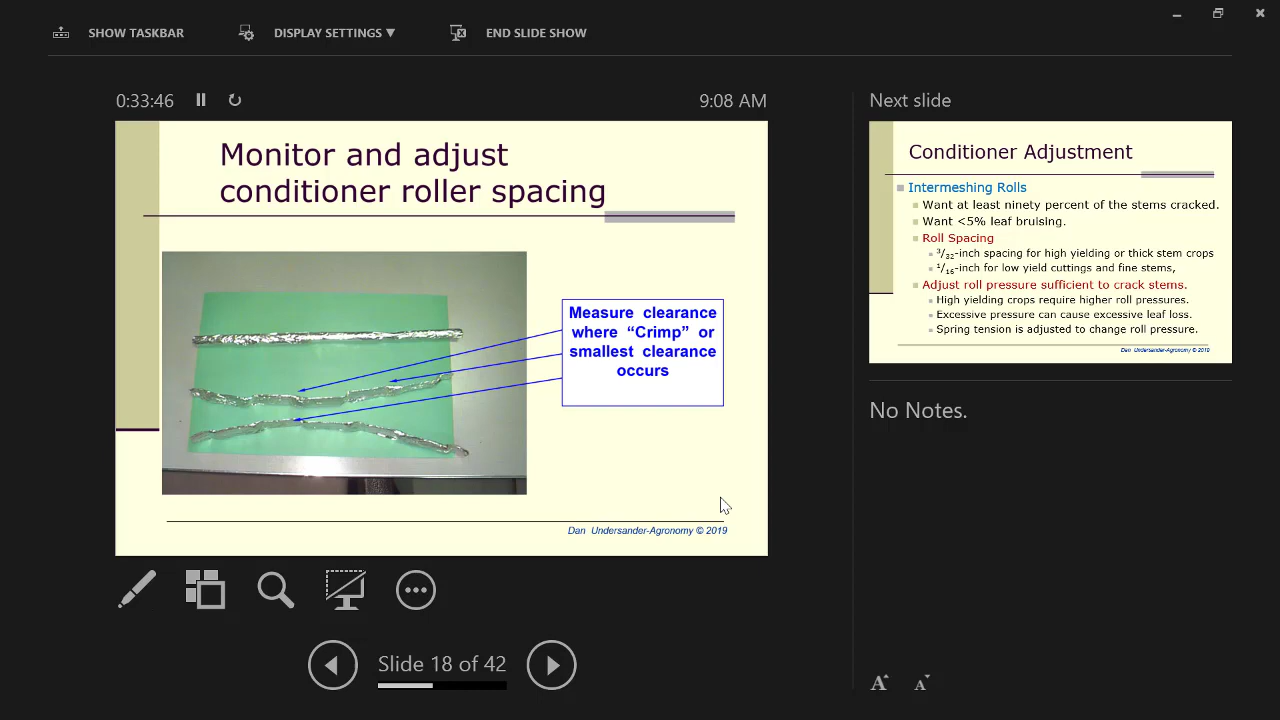 SHOW TASKBAR
DISPLAY SETTINGS ▼
END SLIDE SHOW
0:33:46
9:08 AM
Monitor and adjust
conditioner roller spacing
Measure clearance
where “Crimp” or
smallest clearance
occurs
Dan Undersander-Agronomy © 2019
Slide 18 of 42
Next slide
Conditioner Adjustment
Intermeshing Rolls
Want at least ninety percent of the stems cracked.
Want <5% leaf bruising.
Roll Spacing
3/32-inch spacing for high yielding or thick stem crops
1/16-inch for low yield cuttings and fine stems,
Adjust roll pressure sufficient to crack stems.
High yielding crops require higher roll pressures.
Excessive pressure can cause excessive leaf loss.
Spring tension is adjusted to change roll pressure.
Dan Undersander-Agronomy © 2019
No Notes.
A A